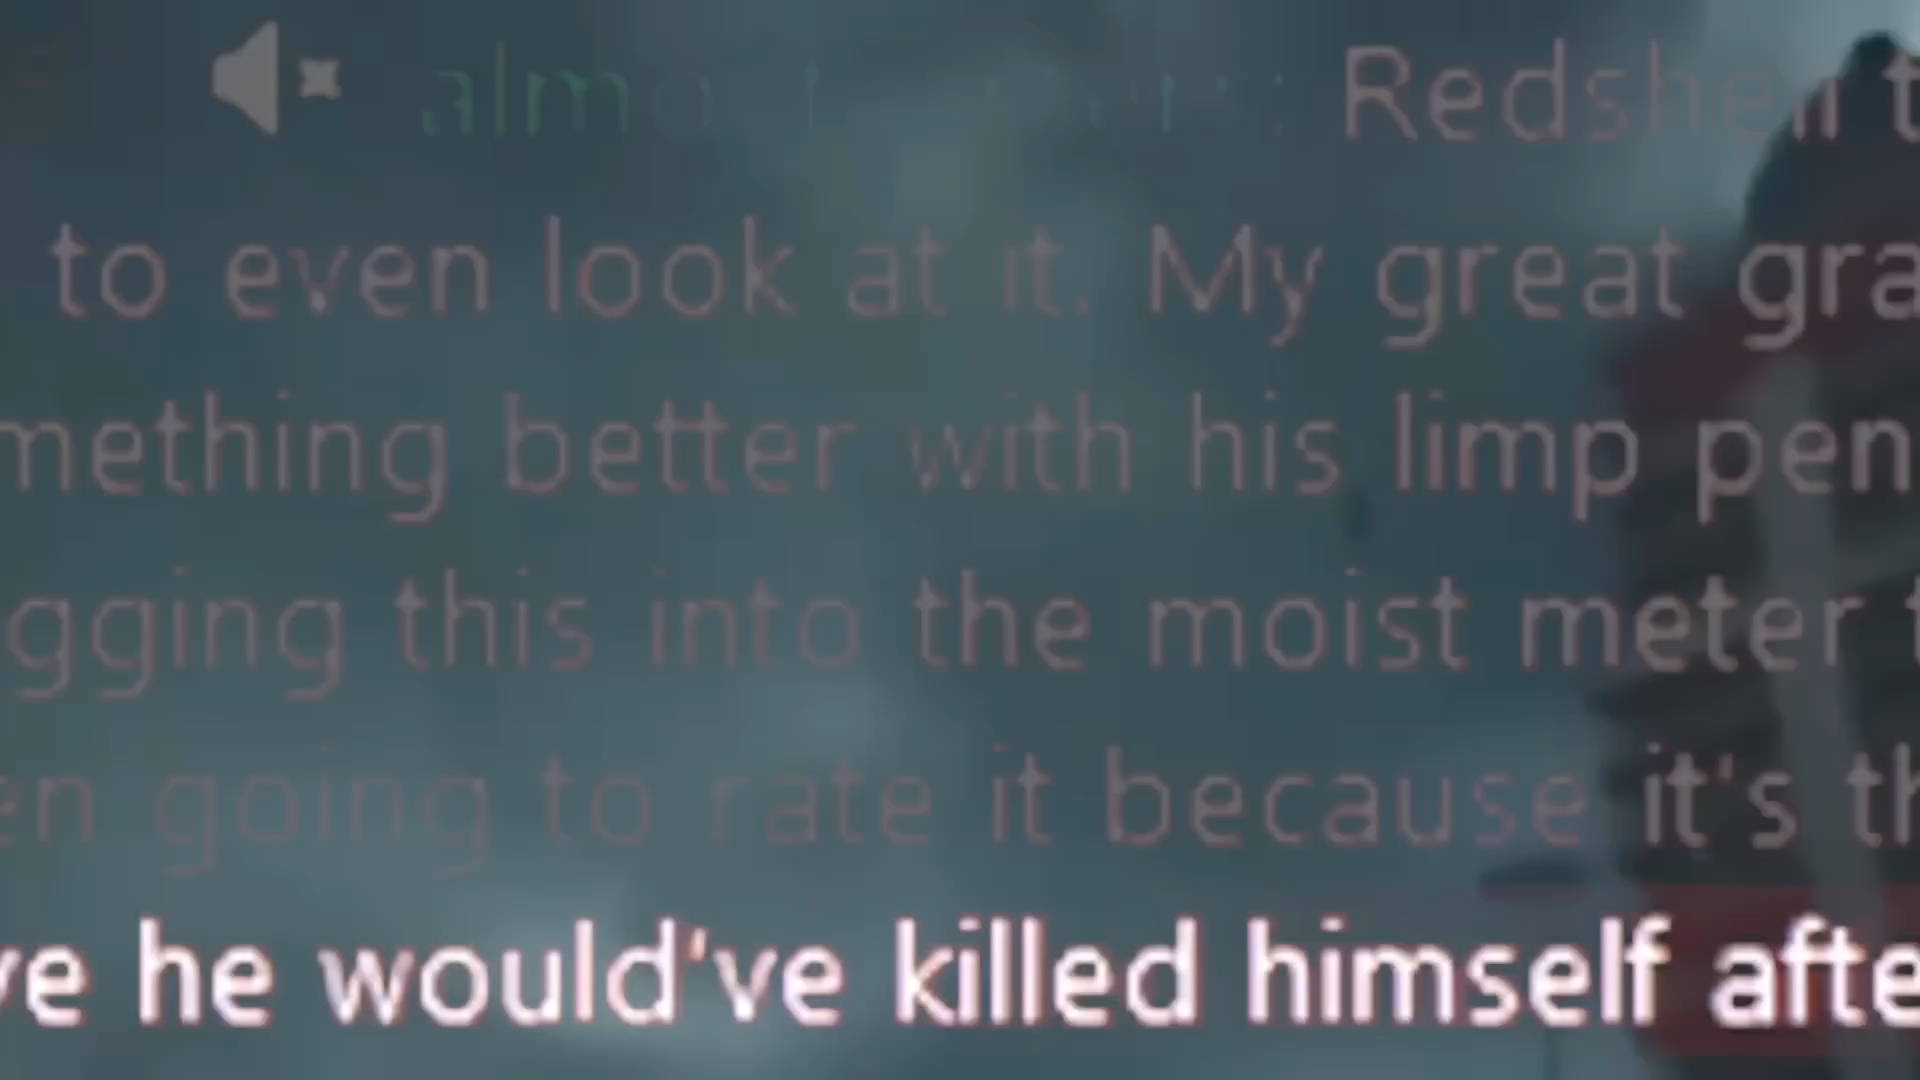 Redshell t
to even look at it. My great gra
mething better with his limp pen
gging this into the moist meter t
en going to rate it because it's th
ve he would've killed himself afte